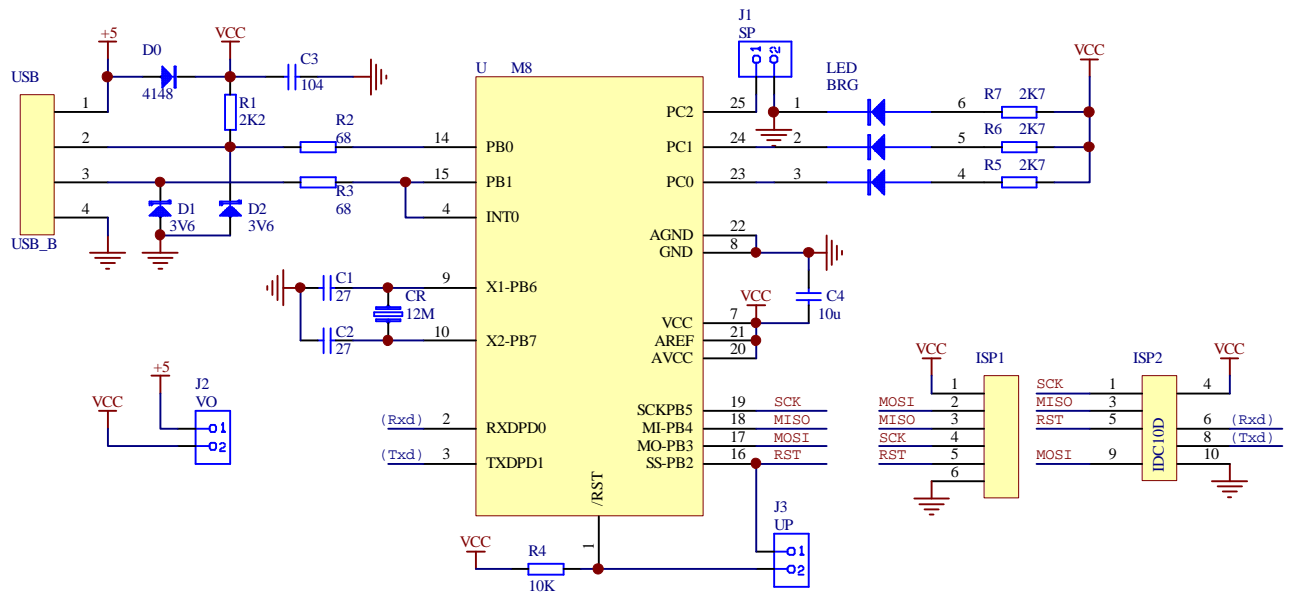 J1
SP
1 2
+5
D0
4148
VCC
C3
104
USB
1
2
3
4
USB_B
R1
2K2
R2
68
R3
68
D1
3V6
D2
3V6
U M8
14 PB0
15 PB1
4 INT0
9 X1-PB6
10 X2-PB7
2 RXDPD0
3 TXDPD1
/RST
1
PC2 25
PC1 24
PC0 23
AGND 22
GND 8
VCC 7
AREF 21
AVCC 20
SCKPB5 19 SCK
MI-PB4 18 MISO
MO-PB3 17 MOSI
SS-PB2 16 RST
LED
BRG
1 6
2 5
3 4
R7 2K7
R6 2K7
R5 2K7
VCC
C1
27
C2
27
CR
12M
VCC
C4
10u
+5
VCC
J2
VO
1
2
(Rxd)
(Txd)
VCC
R4
10K
J3
UP
1
2
VCC
ISP1
1
MOSI 2
MISO 3
SCK 4
RST 5
6
ISP2
VCC
SCK 1 4
MISO 3
RST 5 6 (Rxd)
8 (Txd)
MOSI 9 10
IDC10D